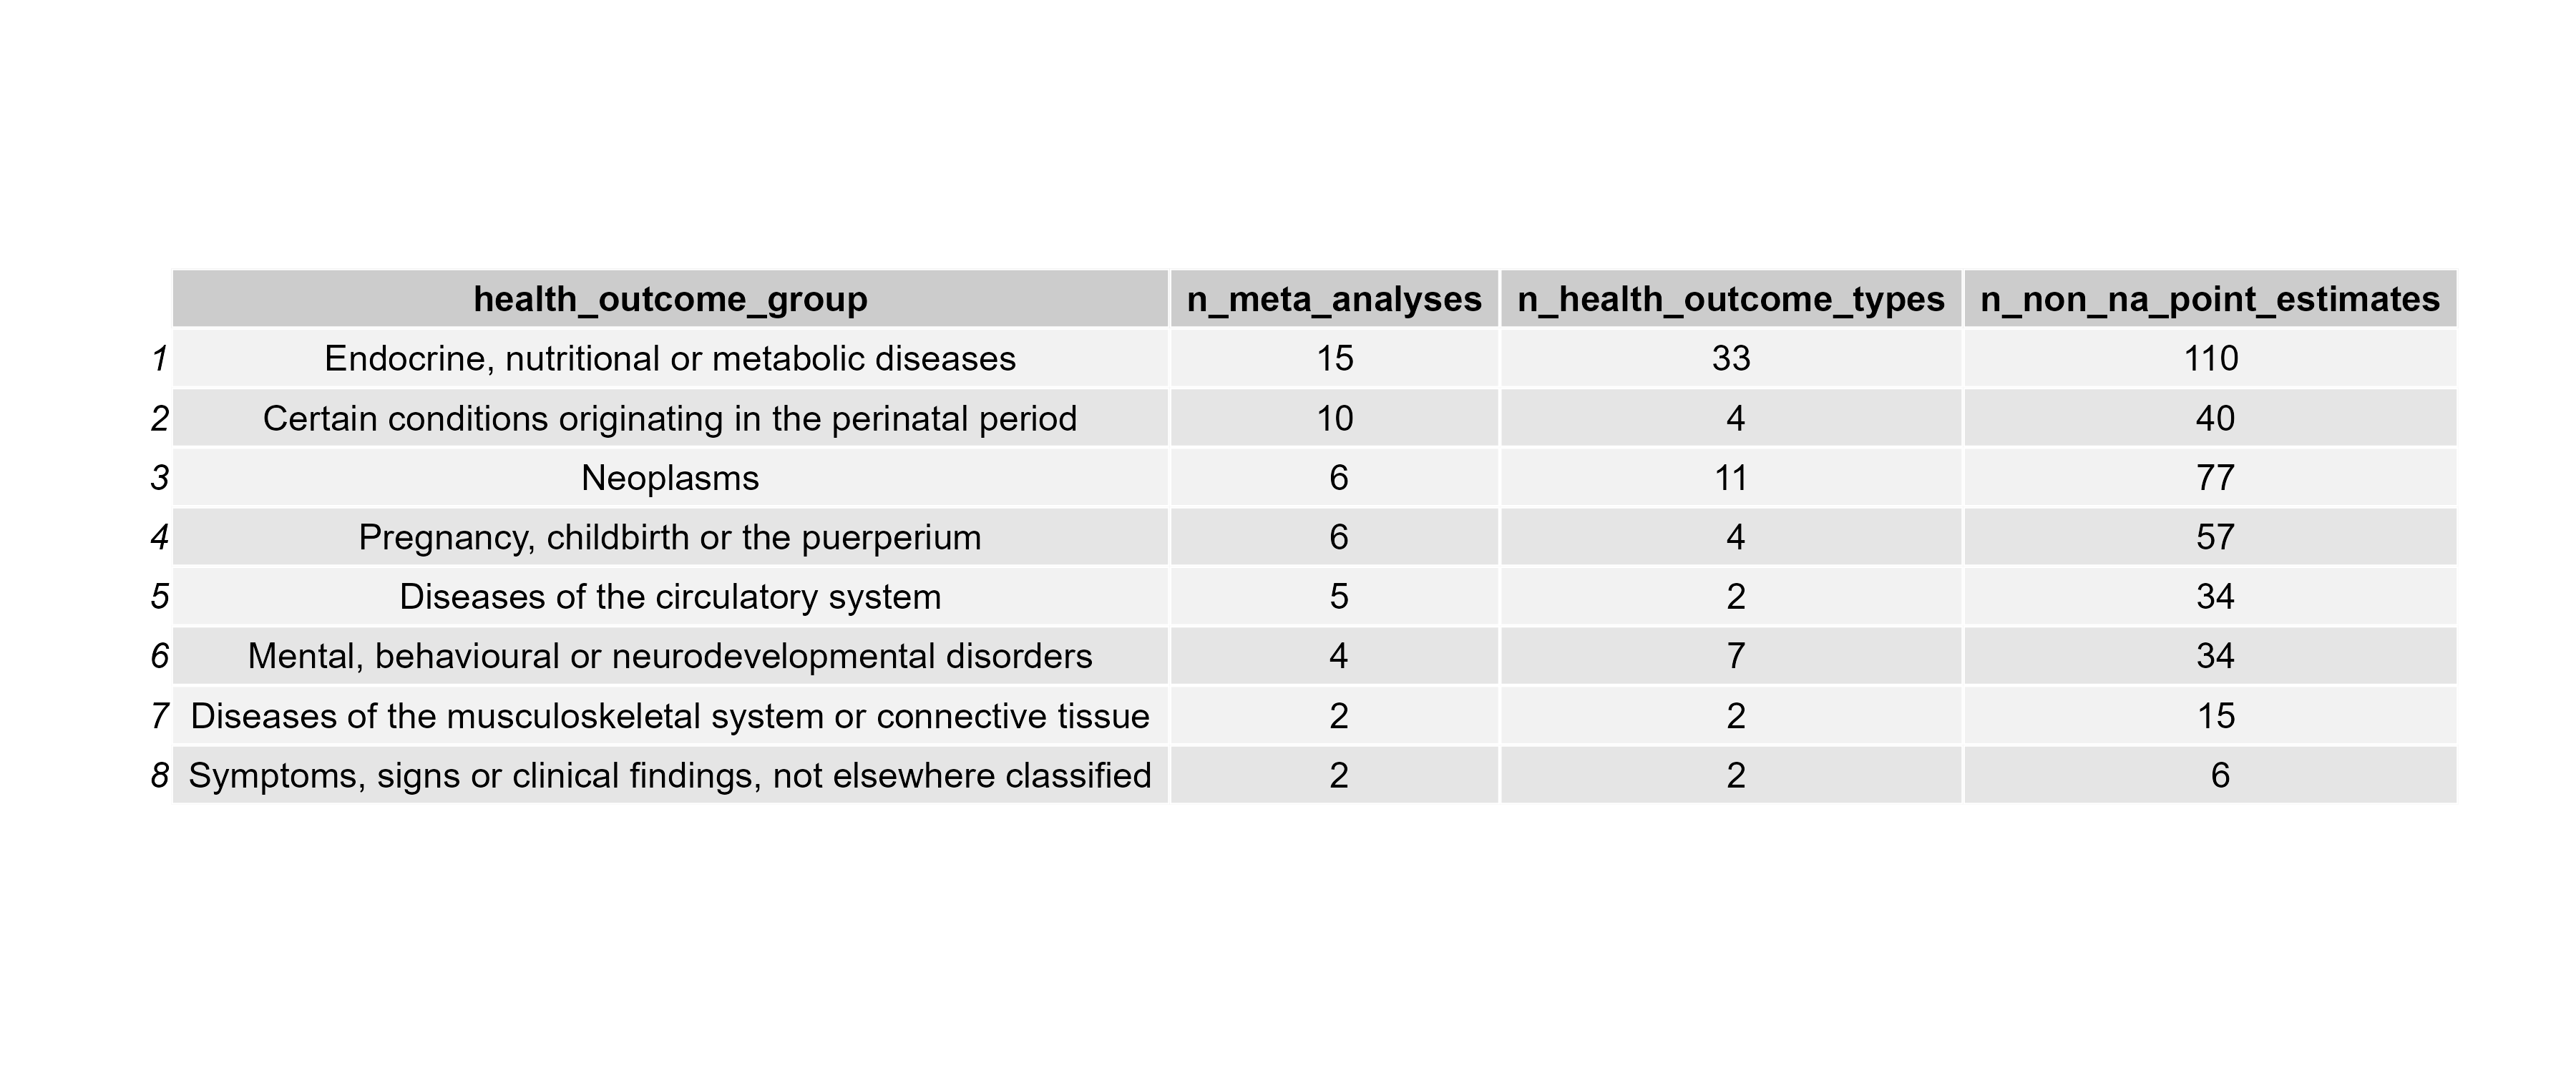 health_outcome_group n_meta_analyses n_health_outcome_types n_non_na_point_estimates
1 Endocrine, nutritional or metabolic diseases 15 33 110
2 Certain conditions originating in the perinatal period 10 4 40
3 Neoplasms 6 11 77
4 Pregnancy, childbirth or the puerperium 6 4 57
5 Diseases of the circulatory system 5 2 34
6 Mental, behavioural or neurodevelopmental disorders 4 7 34
7 Diseases of the musculoskeletal system or connective tissue 2 2 15
8 Symptoms, signs or clinical findings, not elsewhere classified 2 2 6